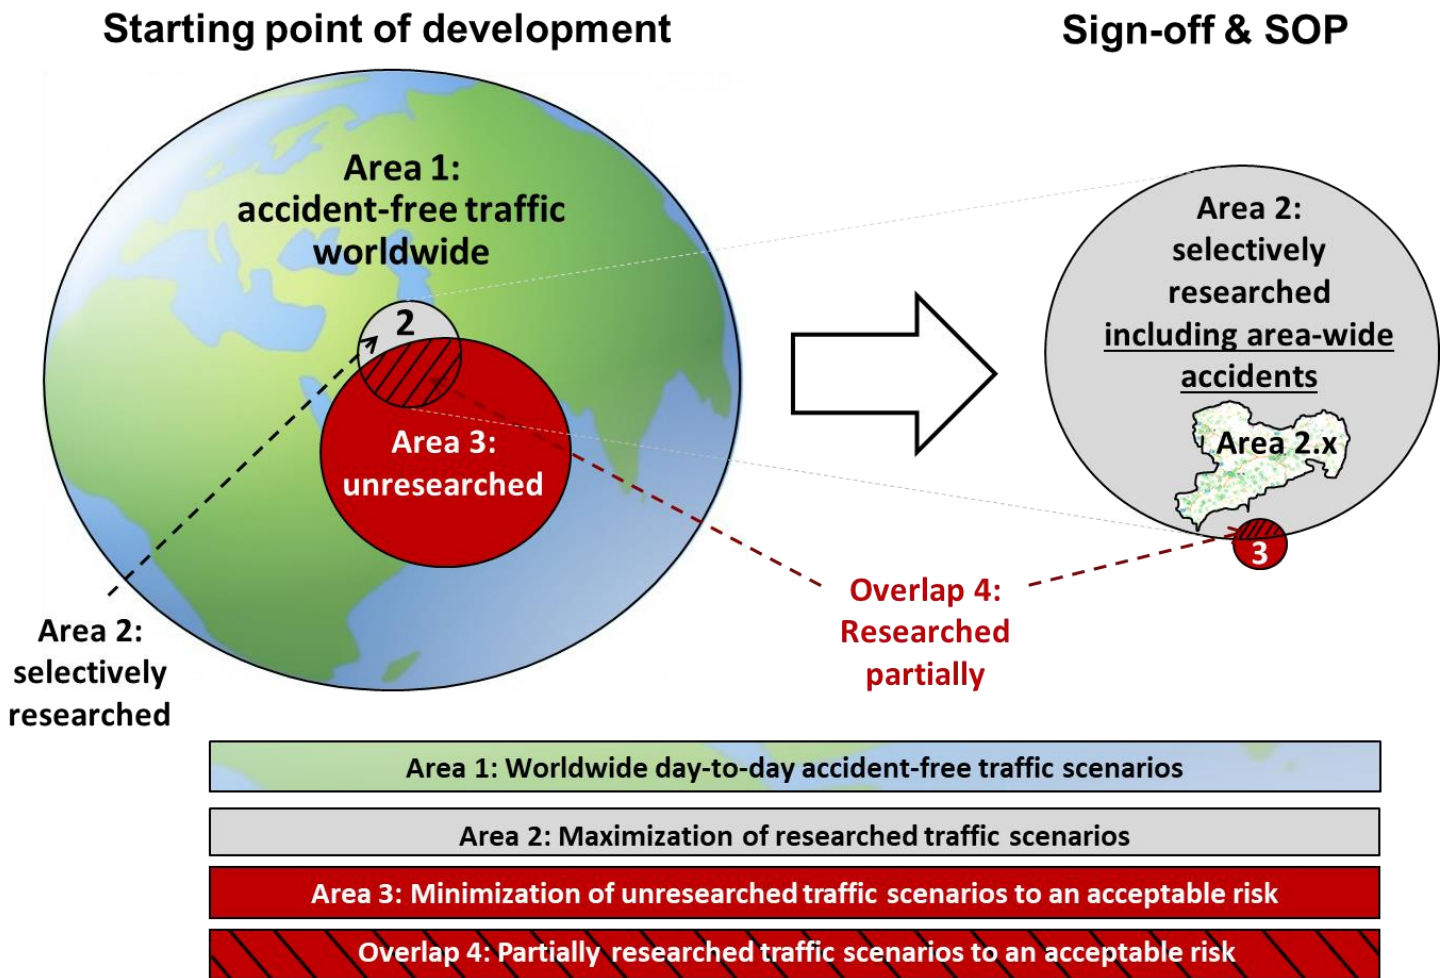 Starting point of development
Sign-off & SOP
Area 1:
accident-free traffic
worldwide
2
Area 3:
unresearched
Area 2:
selectively
researched
Area 2:
selectively
researched
including area-wide
accidents
Area 2.x
3
Overlap 4:
Researched
partially
Area 1: Worldwide day-to-day accident-free traffic scenarios
Area 2: Maximization of researched traffic scenarios
Area 3: Minimization of unresearched traffic scenarios to an acceptable risk
Overlap 4: Partially researched traffic scenarios to an acceptable risk